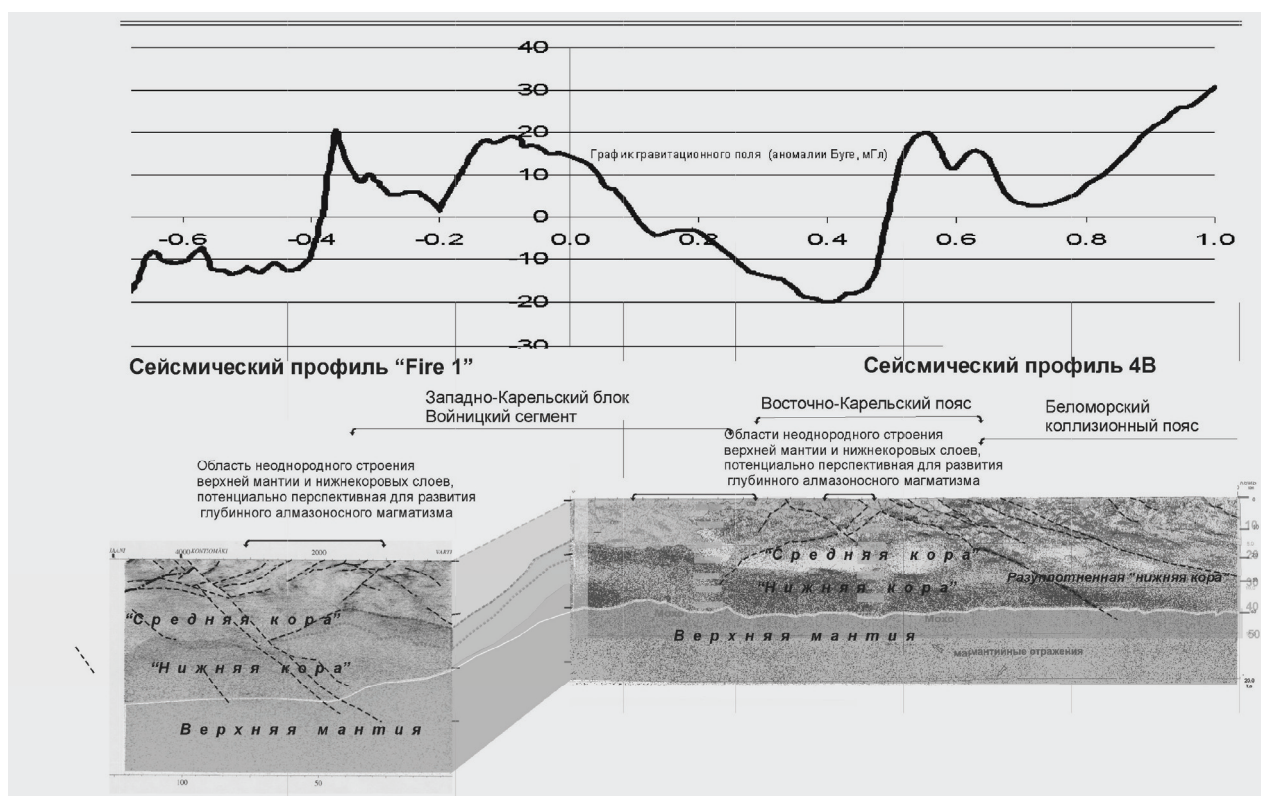 40
30
20
График гравитационного поля (аномалии Буге, мГл)
10
0
-0.6 -0.4 -0.2 0.0 0.2 0.4 0.6 0.8 1.0
-10
-20
-30
Сейсмический профиль “Fire 1”
Сейсмический профиль 4В
Западно-Карельский блок
Войницкий сегмент
Восточно-Карельский пояс
Беломорский
коллизионный пояс
Область неоднородного строения
верхней мантии и нижнекоровых слоев,
потенциально перспективная для развития
глубинного алмазоносного магматизма
Области неоднородного строения
верхней мантии и нижнекоровых слоев,
потенциально перспективная для развития
глубинного алмазоносного магматизма
4000 KONTIOMÄKI 2000
“Средняя кора”
“Нижняя кора”
Верхняя мантия
100 50
“Средняя кора”
“Нижняя кора”
Разуплотненная “нижняя кора”
Мохо
Верхняя мантия
мантийные отражения
0
10
20
40
50